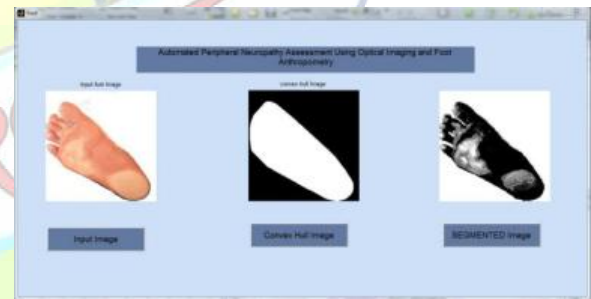 Automated Peripheral Neuropathy Assessment Using Optical Imaging and Foot
Anthropometry
Input foot Image
convex Hull Image
Input Image
Convex Hull Image
SEGMENTED Image